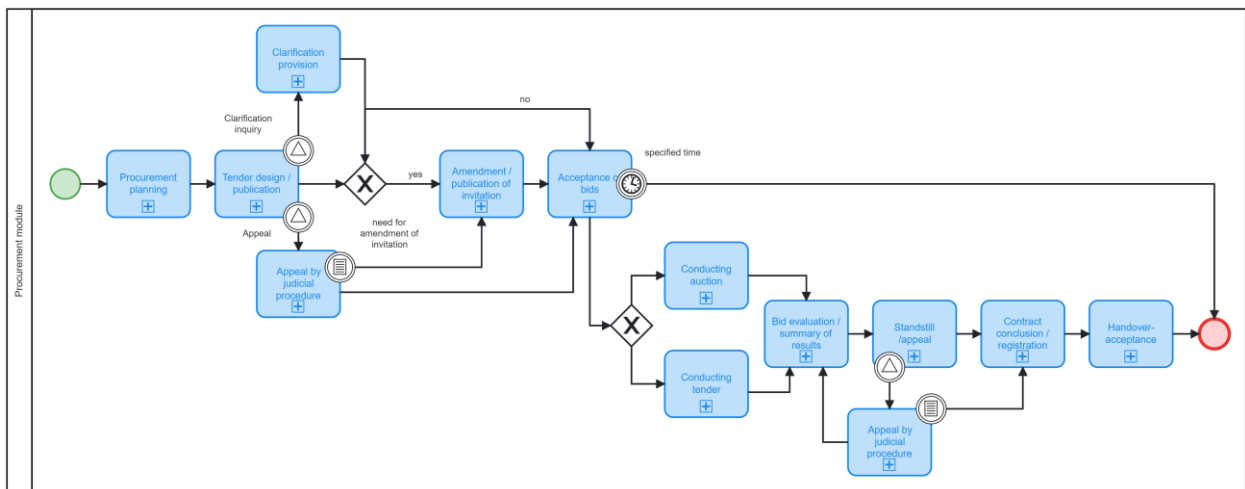 Procurement module
Clarification
provision
Clarification
inquiry
no
specified time
Procurement
planning
Tender design /
publication
yes
Amendment /
publication of
invitation
Acceptance o
bids
Appeal
need for
amendment of
invitation
Appeal by
judicial
procedure
Conducting
auction
Conducting
tender
Bid evaluation /
summary of
results
Standstill
/appeal
Contract
conclusion /
registration
Handover-
acceptance
Appeal by
judicial
procedure